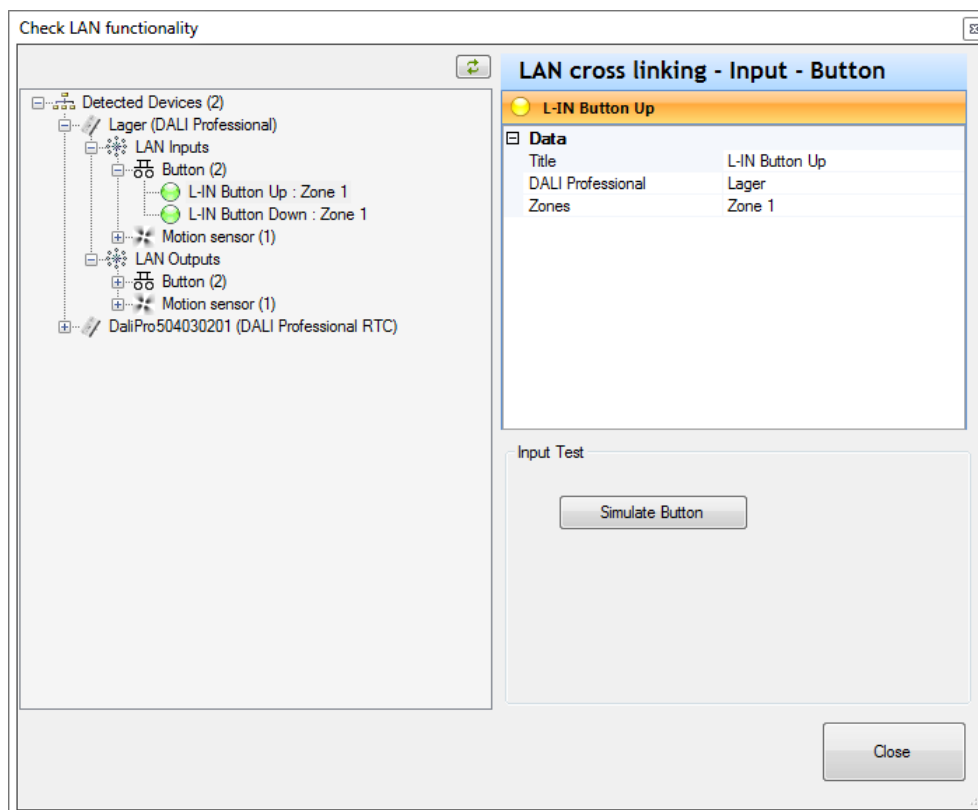 Check LAN functionality
Detected Devices (2)
Lager (DALI Professional)
LAN Inputs
Button (2)
L-IN Button Up : Zone 1
L-IN Button Down : Zone 1
Motion sensor (1)
LAN Outputs
Button (2)
Motion sensor (1)
DaliPro504030201 (DALI Professional RTC)
LAN cross linking - Input - Button
L-IN Button Up
Data
Title L-IN Button Up
DALI Professional Lager
Zones Zone 1
Input Test
Simulate Button
Close